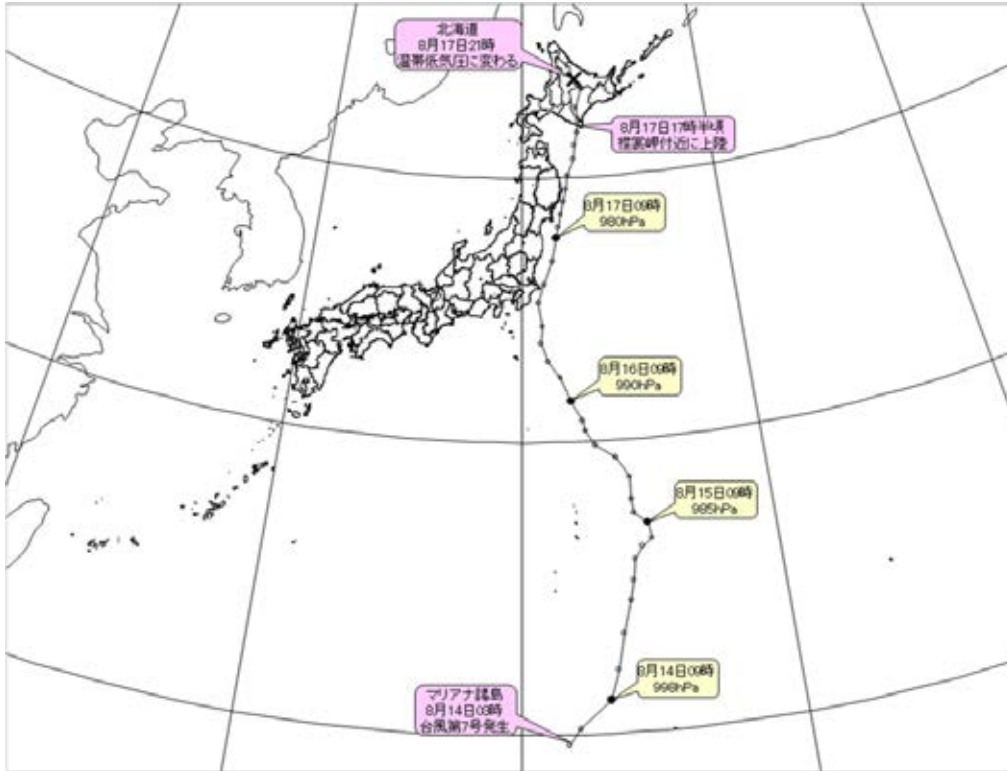 北海道
8月17日21時
温帯低気圧に変わる
8月17日17時半頃
襟裳岬付近に上陸
8月17日09時
980hPa
8月16日09時
990hPa
8月15日09時
985hPa
8月14日09時
998hPa
マリアナ諸島
8月14日03時
台風第7号発生